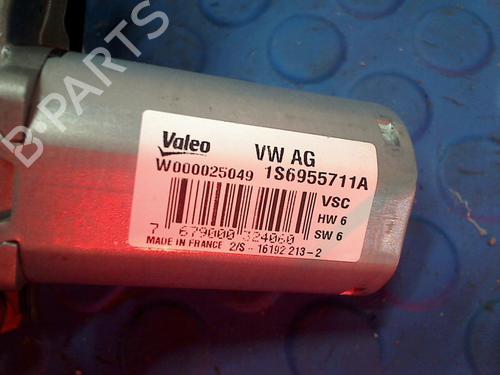 B-PARTS
Valeo VW AG
W000025049 1S6955711A
VSC
HW 6
SW 6
7 679000 324060
MADE IN FRANCE 2/S - 16192 213-2